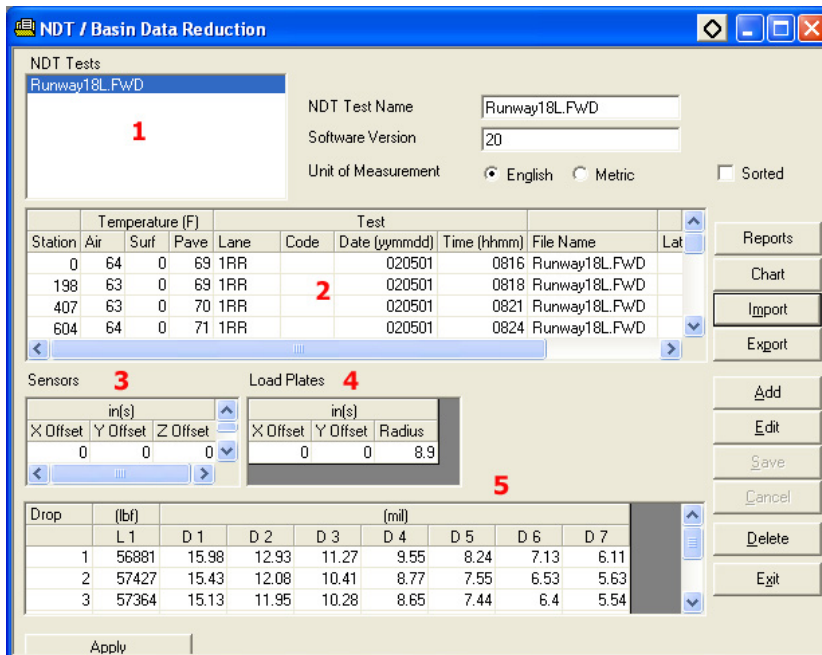 NDT / Basin Data Reduction
NDT Tests
Runway18L.FWD
1
NDT Test Name Runway18L.FWD
Software Version 20
Unit of Measurement English Metric Sorted
Temperature (F) Test
Station Air Surf Pave Lane Code Date (yymmdd) Time (hhmm) File Name Lat
0 64 0 69 1RR 020501 0816 Runway18L.FWD
198 63 0 69 1RR 020501 0818 Runway18L.FWD
2
407 63 0 70 1RR 020501 0821 Runway18L.FWD
604 64 0 71 1RR 020501 0824 Runway18L.FWD
Reports
Chart
Import
Export
Sensors 3 Load Plates 4
in(s) in(s)
X Offset Y Offset Z Offset X Offset Y Offset Radius
0 0 0 0 0 8.9
Add
Edit
Save
Cancel
Delete
Exit
5
Drop (lbf) (mil)
L 1 D 1 D 2 D 3 D 4 D 5 D 6 D 7
1 56881 15.98 12.93 11.27 9.55 8.24 7.13 6.11
2 57427 15.43 12.08 10.41 8.77 7.55 6.53 5.63
3 57364 15.13 11.95 10.28 8.65 7.44 6.4 5.54
Apply